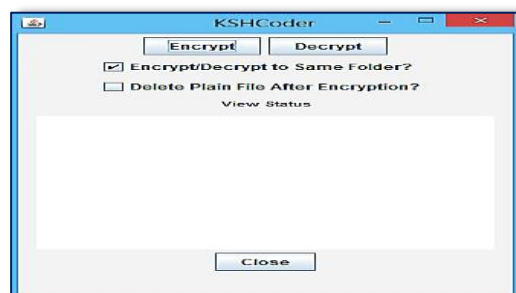 KSHCoder
Encrypt Decrypt
Encrypt/Decrypt to Same Folder?
Delete Plain File After Encryption?
View Status
Close